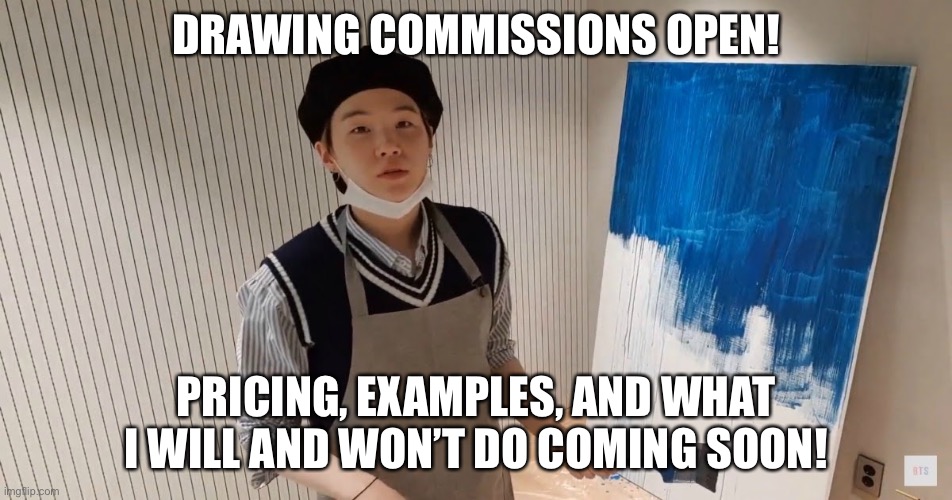 DRAWING COMMISSIONS OPEN!
PRICING, EXAMPLES, AND WHAT
I WILL AND WON’T DO COMING SOON!
imgflip.com
BTS